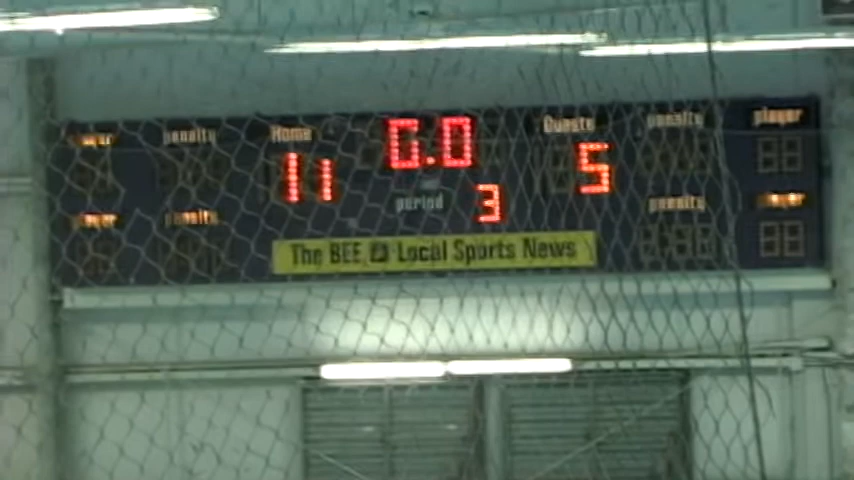 player penalty Home 0.0 Guests penalty player
11 5
period 3
player penalty penalty player
The BEE Local Sports News